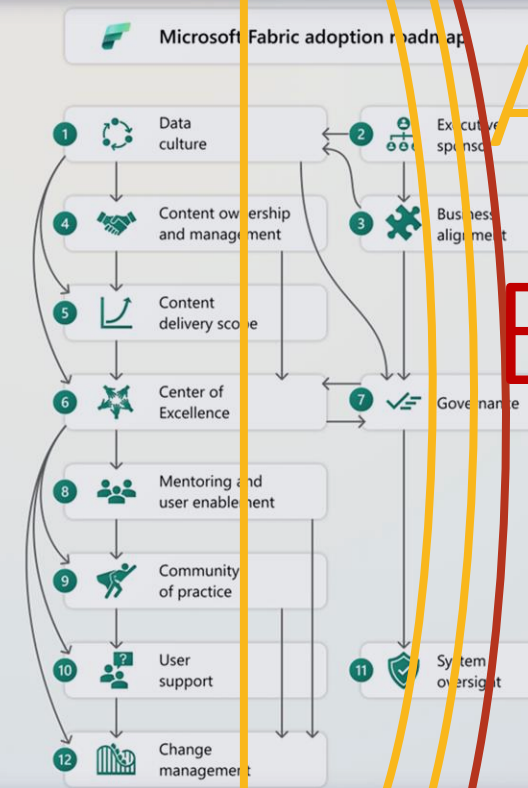 Microsoft Fabric adoption roadmap
1
Data
culture
2
Executive
sponsor
4
Content ownership
and management
3
Business
alignment
5
Content
delivery scope
6
Center of
Excellence
7
Governance
8
Mentoring and
user enablement
9
Community
of practice
10
User
support
?
11
System
oversight
12
Change
management